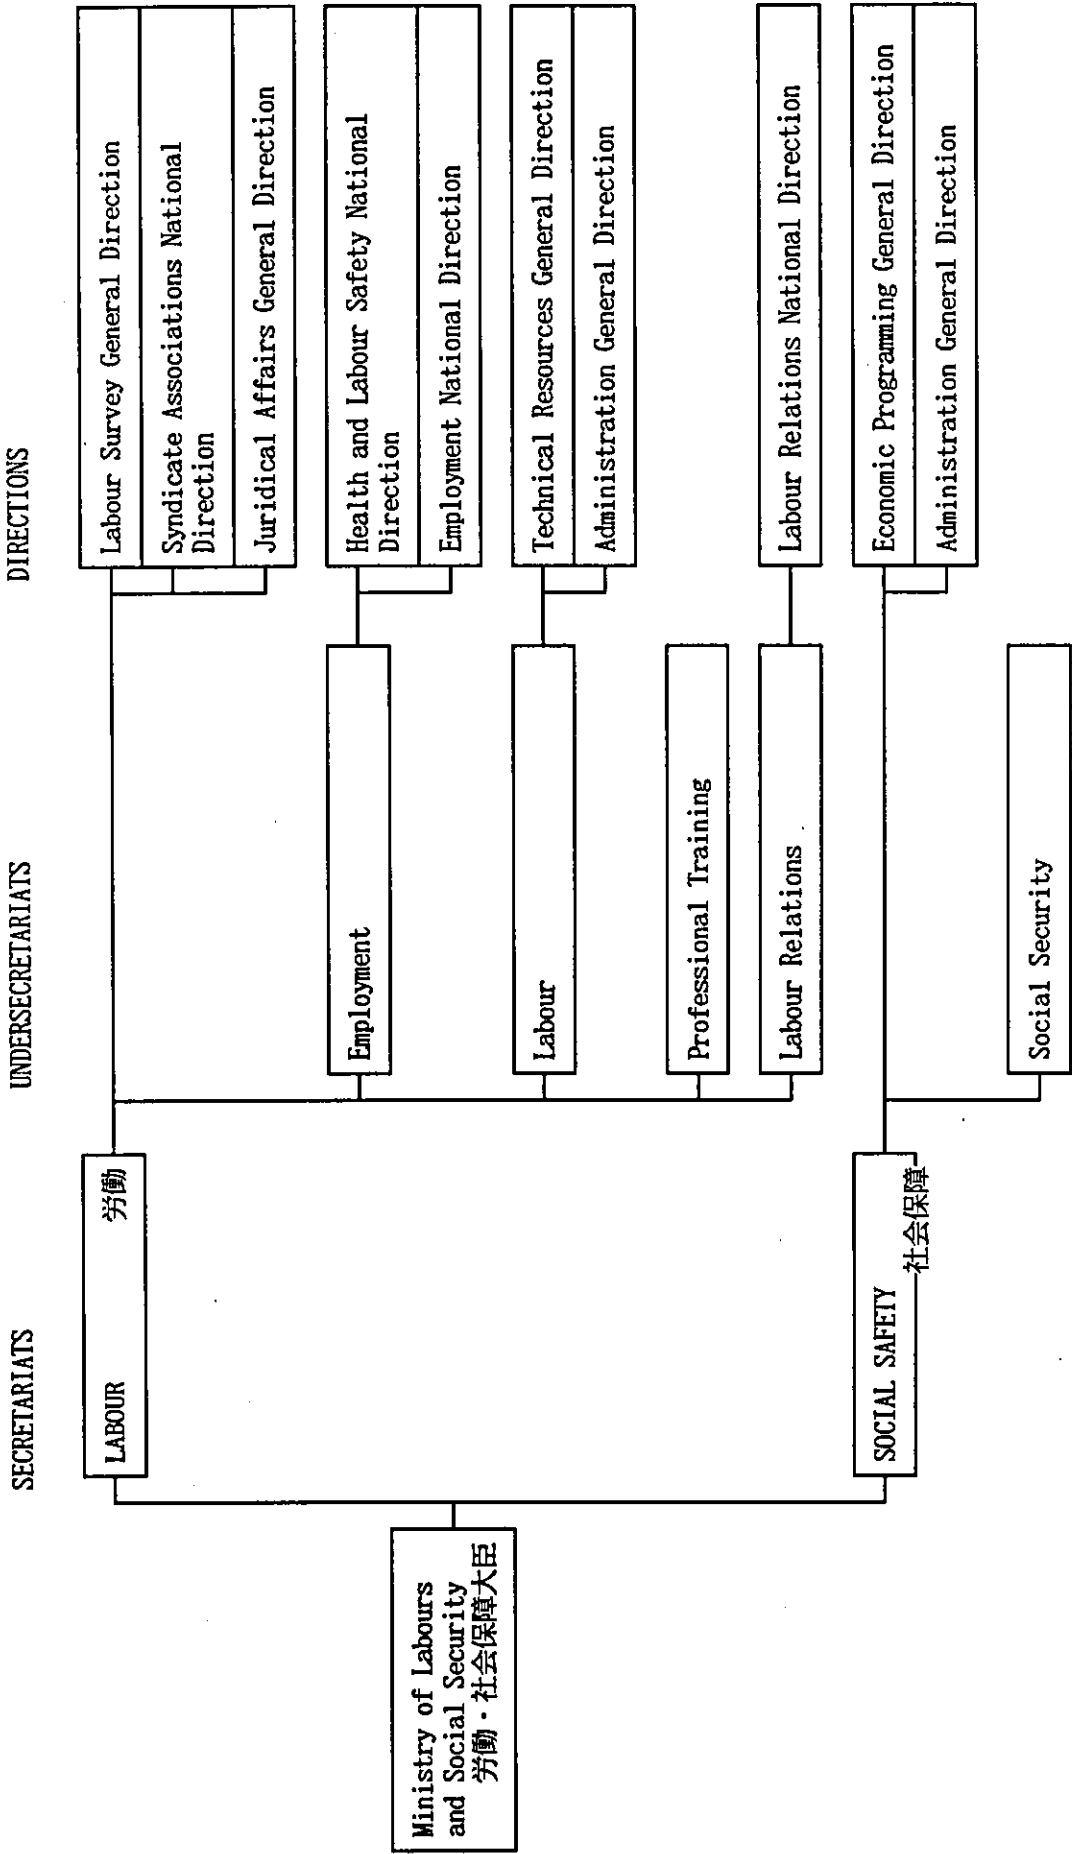 SECRETARIATS
UNDERSECRETARIATS
DIRECTIONS
Ministry of Labours
and Social Security
労働・社会保障大臣
LABOUR 労働
Labour Survey General Direction
Syndicate Associations National
Direction
Juridical Affairs General Direction
Employment
Health and Labour Safety National
Direction
Employment National Direction
Labour
Technical Resources General Direction
Administration General Direction
Professional Training
Labour Relations
Labour Relations National Direction
SOCIAL SAFETY
社会保障
Economic Programming General Direction
Administration General Direction
Social Security